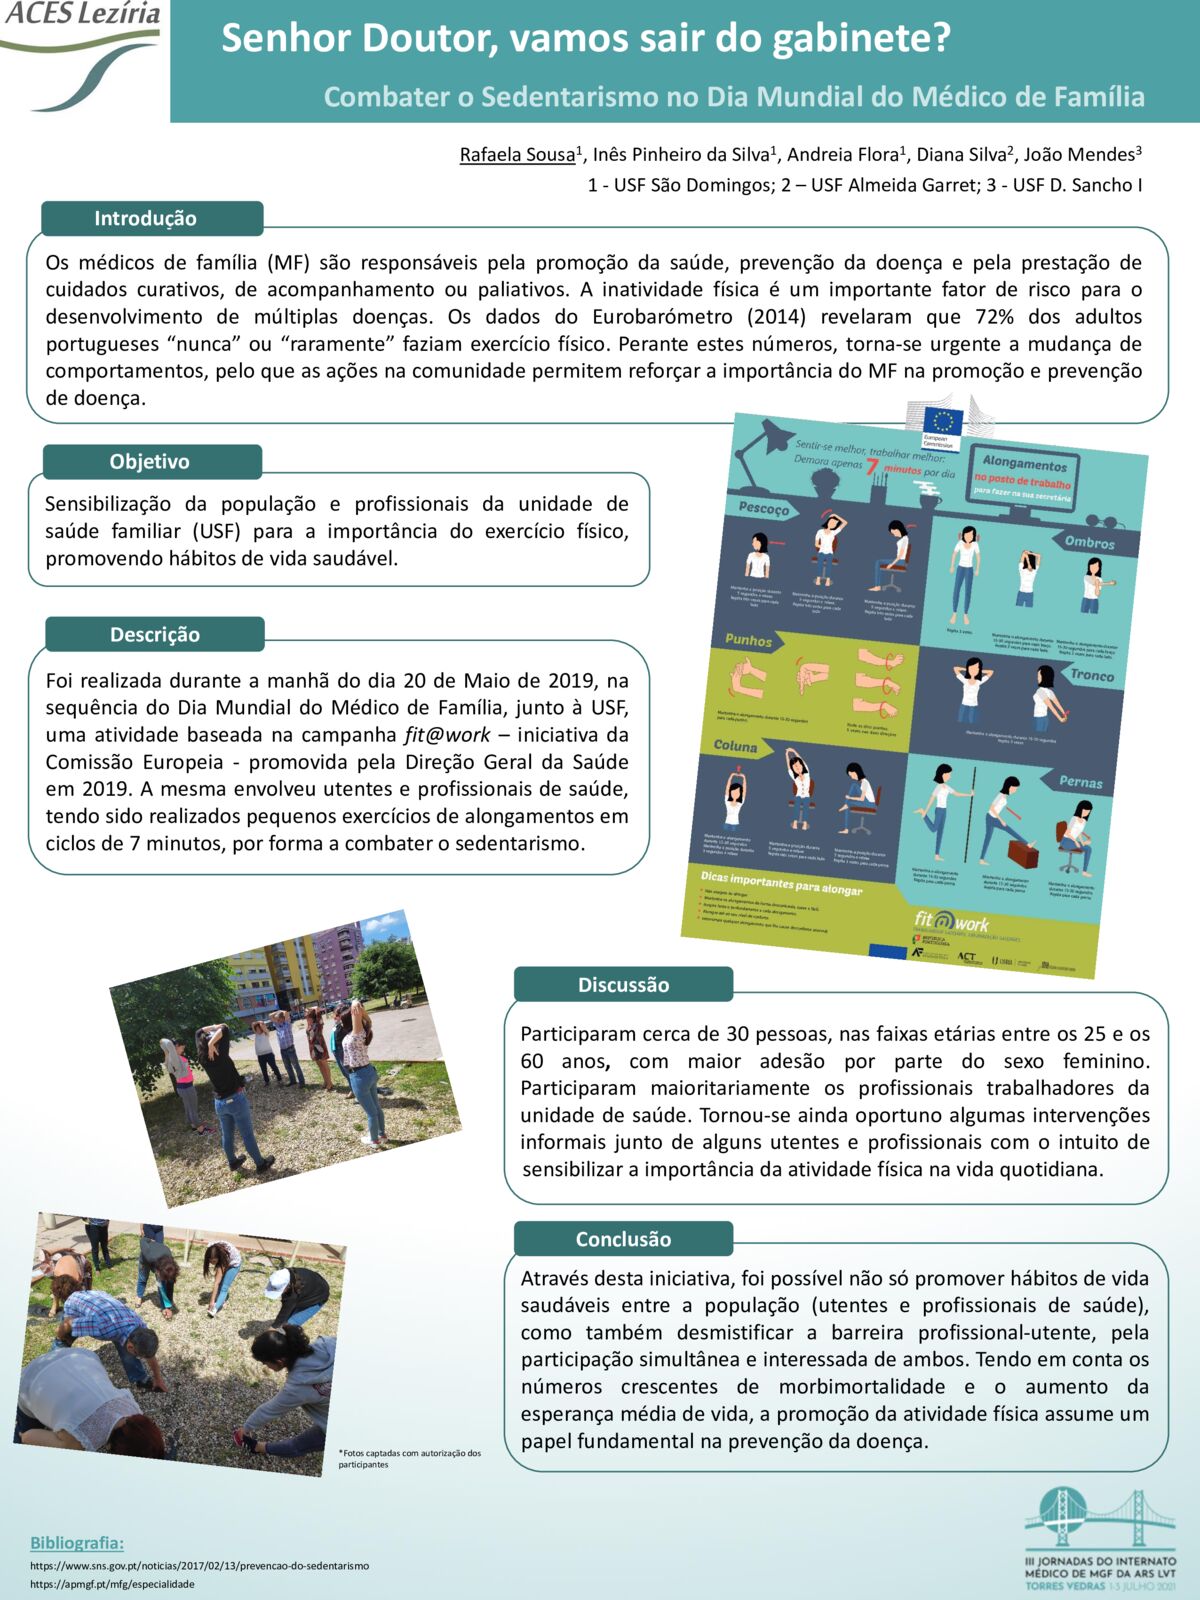 ACES Lezíria
Senhor Doutor, vamos sair do gabinete?
Combater o Sedentarismo no Dia Mundial do Médico de Família
Rafaela Sousa¹, Inês Pinheiro da Silva¹, Andreia Flora¹, Diana Silva², João Mendes³
1 - USF São Domingos; 2 – USF Almeida Garret; 3 - USF D. Sancho I
Introdução
Os médicos de família (MF) são responsáveis pela promoção da saúde, prevenção da doença e pela prestação de
cuidados curativos, de acompanhamento ou paliativos. A inatividade física é um importante fator de risco para o
desenvolvimento de múltiplas doenças. Os dados do Eurobarómetro (2014) revelaram que 72% dos adultos
portugueses “nunca” ou “raramente” faziam exercício físico. Perante estes números, torna-se urgente a mudança de
comportamentos, pelo que as ações na comunidade permitem reforçar a importância do MF na promoção e prevenção
de doença.
Objetivo
Sensibilização da população e profissionais da unidade de
saúde familiar (USF) para a importância do exercício físico,
promovendo hábitos de vida saudável.
Descrição
Foi realizada durante a manhã do dia 20 de Maio de 2019, na
sequência do Dia Mundial do Médico de Família, junto à USF,
uma atividade baseada na campanha fit@work – iniciativa da
Comissão Europeia - promovida pela Direção Geral da Saúde
em 2019. A mesma envolveu utentes e profissionais de saúde,
tendo sido realizados pequenos exercícios de alongamentos em
ciclos de 7 minutos, por forma a combater o sedentarismo.
European
Commission
Sentir-se melhor, trabalhar melhor:
Demora apenas 7 minutos por dia
Alongamentos
no posto de trabalho
para fazer na sua secretária
Pescoço
Ombros
Punhos
Tronco
Coluna
Pernas
Dicas importantes para alongar
fit@work
REPÚBLICA
PORTUGUESA
ACT
Discussão
Participaram cerca de 30 pessoas, nas faixas etárias entre os 25 e os
60 anos, com maior adesão por parte do sexo feminino.
Participaram maioritariamente os profissionais trabalhadores da
unidade de saúde. Tornou-se ainda oportuno algumas intervenções
informais junto de alguns utentes e profissionais com o intuito de
sensibilizar a importância da atividade física na vida quotidiana.
Conclusão
Através desta iniciativa, foi possível não só promover hábitos de vida
saudáveis entre a população (utentes e profissionais de saúde),
como também desmistificar a barreira profissional-utente, pela
participação simultânea e interessada de ambos. Tendo em conta os
números crescentes de morbimortalidade e o aumento da
esperança média de vida, a promoção da atividade física assume um
papel fundamental na prevenção da doença.
*Fotos captadas com autorização dos
participantes
Bibliografia:
https://www.sns.gov.pt/noticias/2017/02/13/prevencao-do-sedentarismo
https://apmgf.pt/mfg/especialidade
III JORNADAS DO INTERNATO
MÉDICO DE MGF DA ARS LVT
TORRES VEDRAS 1-3 JULHO 2021